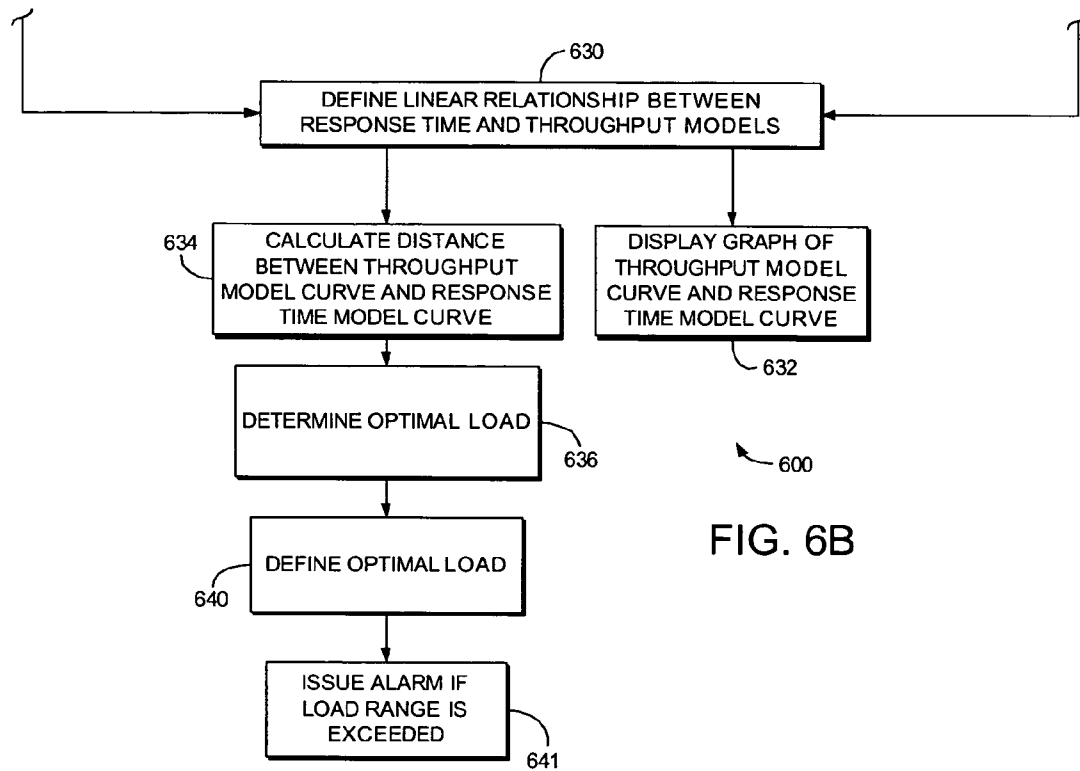 630
DEFINE LINEAR RELATIONSHIP BETWEEN
RESPONSE TIME AND THROUGHPUT MODELS
634
CALCULATE DISTANCE
BETWEEN THROUGHPUT
MODEL CURVE AND RESPONSE
TIME MODEL CURVE
DISPLAY GRAPH OF
THROUGHPUT MODEL
CURVE AND RESPONSE
TIME MODEL CURVE
632
DETERMINE OPTIMAL LOAD
636
600
FIG. 6B
DEFINE OPTIMAL LOAD
640
ISSUE ALARM IF
LOAD RANGE IS
EXCEEDED
641